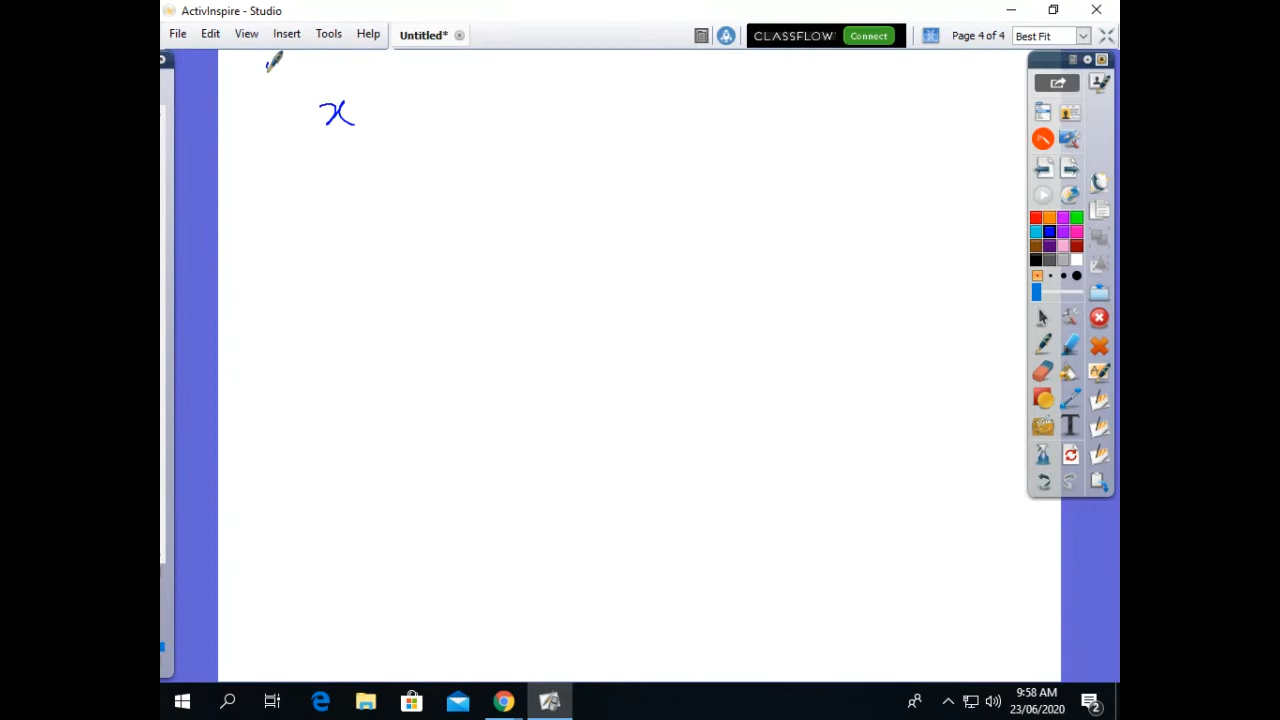 ActivInspire - Studio
File Edit View Insert Tools Help Untitled* CLASSFLOW Connect Page 4 of 4 Best Fit
x
T
9:58 AM
23/06/2020
2